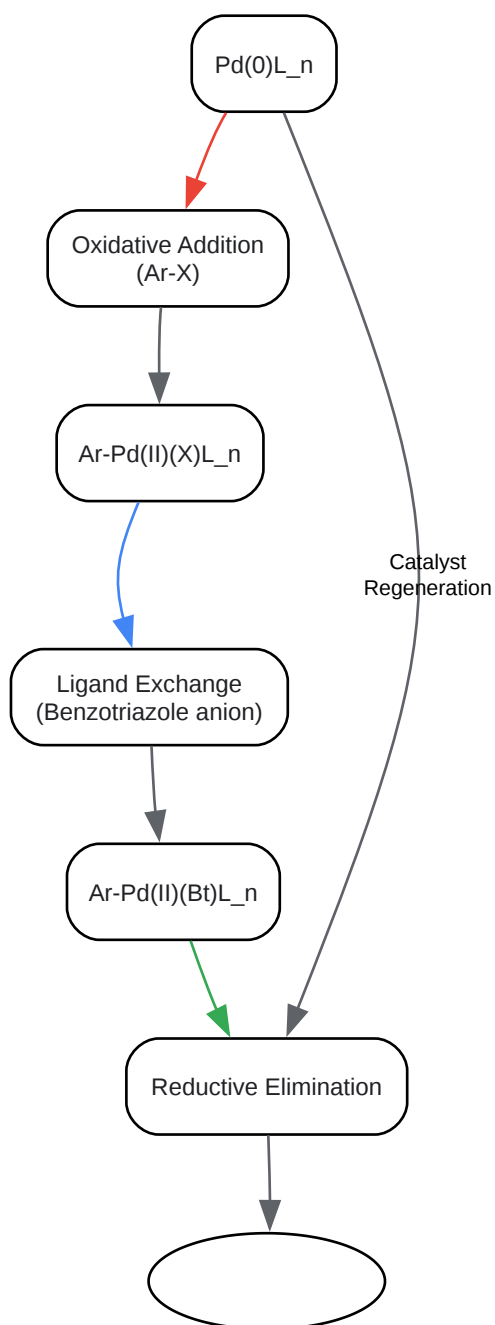 Pd(0)L_n
Oxidative Addition
(Ar-X)
Ar-Pd(II)(X)L_n
Catalyst
Regeneration
Ligand Exchange
(Benzotriazole anion)
Ar-Pd(II)(Bt)L_n
Reductive Elimination